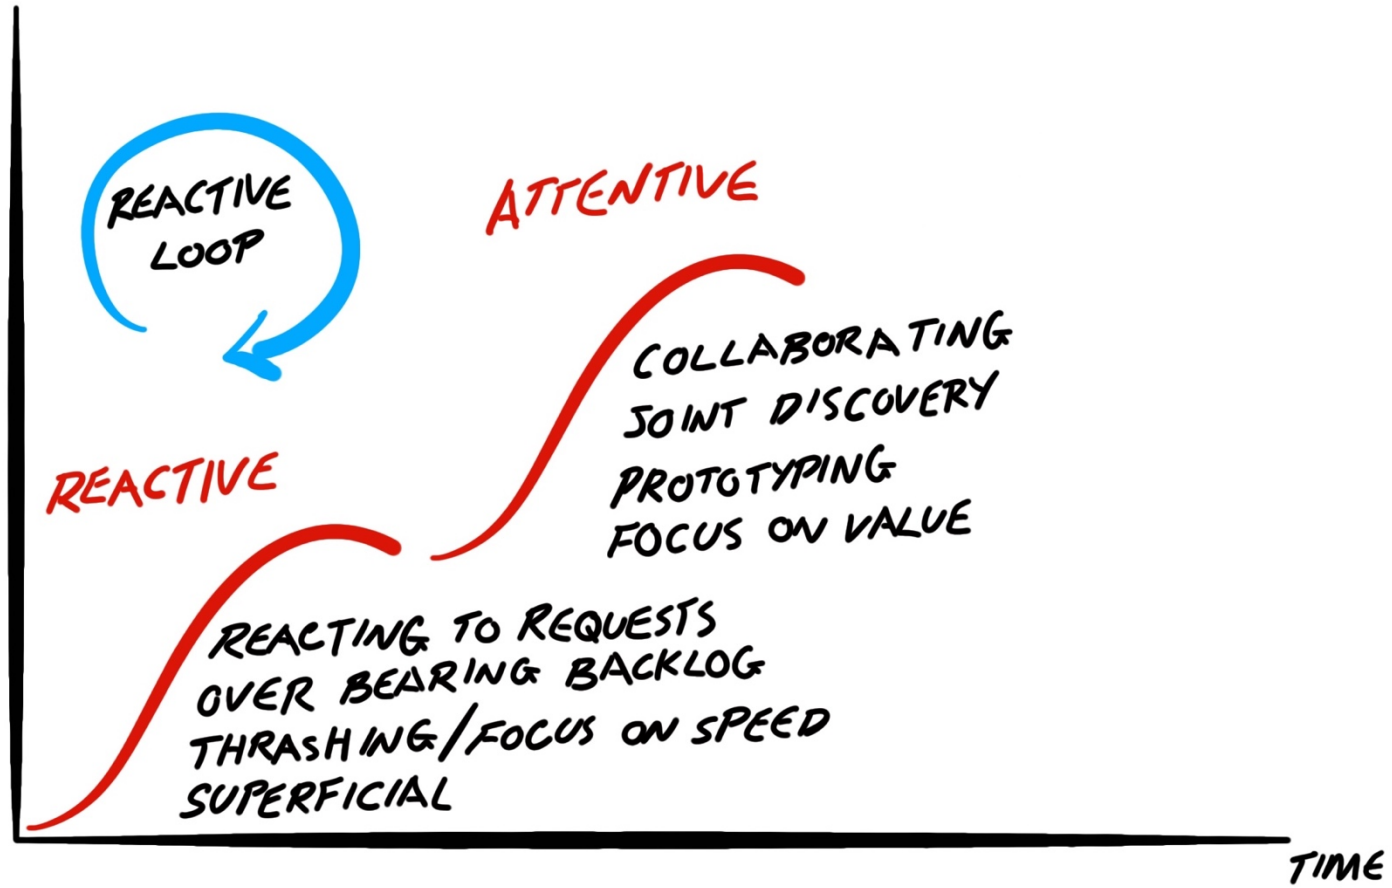 REACTIVE
LOOP
ATTENTIVE
COLLABORATING
JOINT DISCOVERY
PROTOTYPING
FOCUS ON VALUE
REACTIVE
REACTING TO REQUESTS
OVER BEARING BACKLOG
THRASHING/FOCUS ON SPEED
SUPERFICIAL
TIME